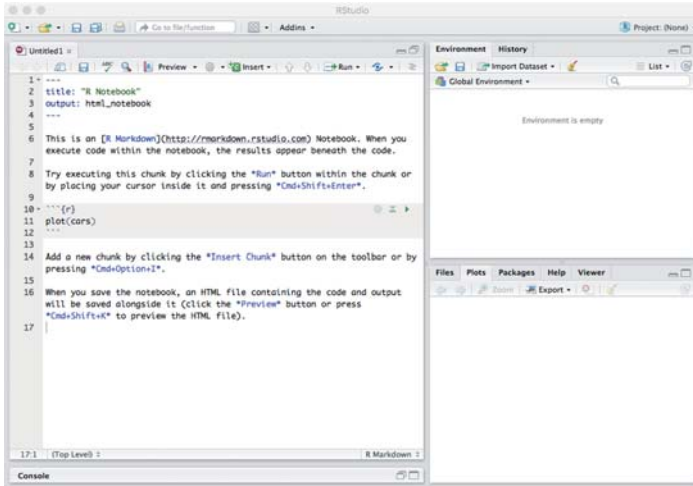 RStudio
Go to file/function
Addins
Project: (None)
Untitled1
Preview
Insert
Run
1 ---
2 title: "R Notebook"
3 output: html_notebook
4 ---
5
6 This is an [R Markdown](http://rmarkdown.rstudio.com) Notebook. When you
execute code within the notebook, the results appear beneath the code.
7
8 Try executing this chunk by clicking the *Run* button within the chunk or
by placing your cursor inside it and pressing *Cmd+Shift+Enter*.
9
10 ```{r}
11 plot(cars)
12 ```
13
14 Add a new chunk by clicking the *Insert Chunk* button on the toolbar or by
pressing *Cmd+Option+I*.
15
16 When you save the notebook, an HTML file containing the code and output
will be saved alongside it (click the *Preview* button or press
*Cmd+Shift+K* to preview the HTML file).
17
17:1 (Top Level) R Markdown
Console
Environment History
Import Dataset List
Global Environment
Environment is empty
Files Plots Packages Help Viewer
Zoom Export